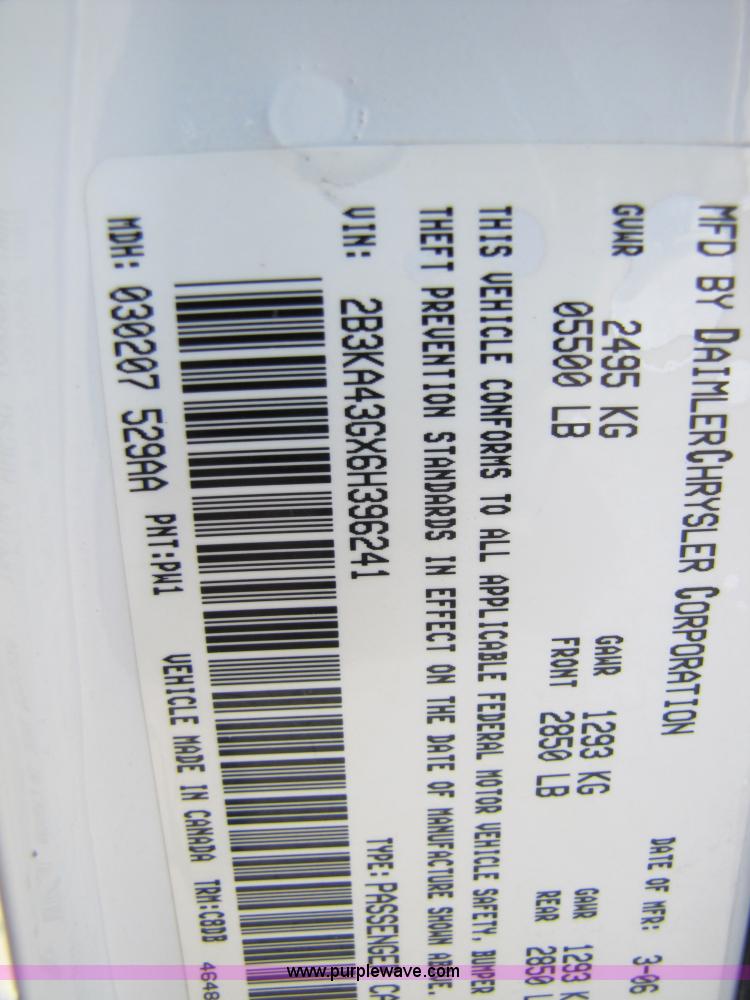 MFD BY DAIMLERCHRYSLER CORPORATION
DATE OF MFR: 3-06
GVWR 2495 KG
05500 LB
GAWR 1293 KG
FRONT 2850 LB
GAWR 1293
REAR 2850
THIS VEHICLE CONFORMS TO ALL APPLICABLE FEDERAL MOTOR VEHICLE SAFETY, BUMPER
THEFT PREVENTION STANDARDS IN EFFECT ON THE DATE OF MANUFACTURE SHOWN ABOVE.
VIN: 2B3KA43GX6H396241
TYPE: PASSENGE
MDH: 030207 529AA PNT:PW1 VEHICLE MADE IN CANADA TRM:C8DB 4648
www.purplewave.com